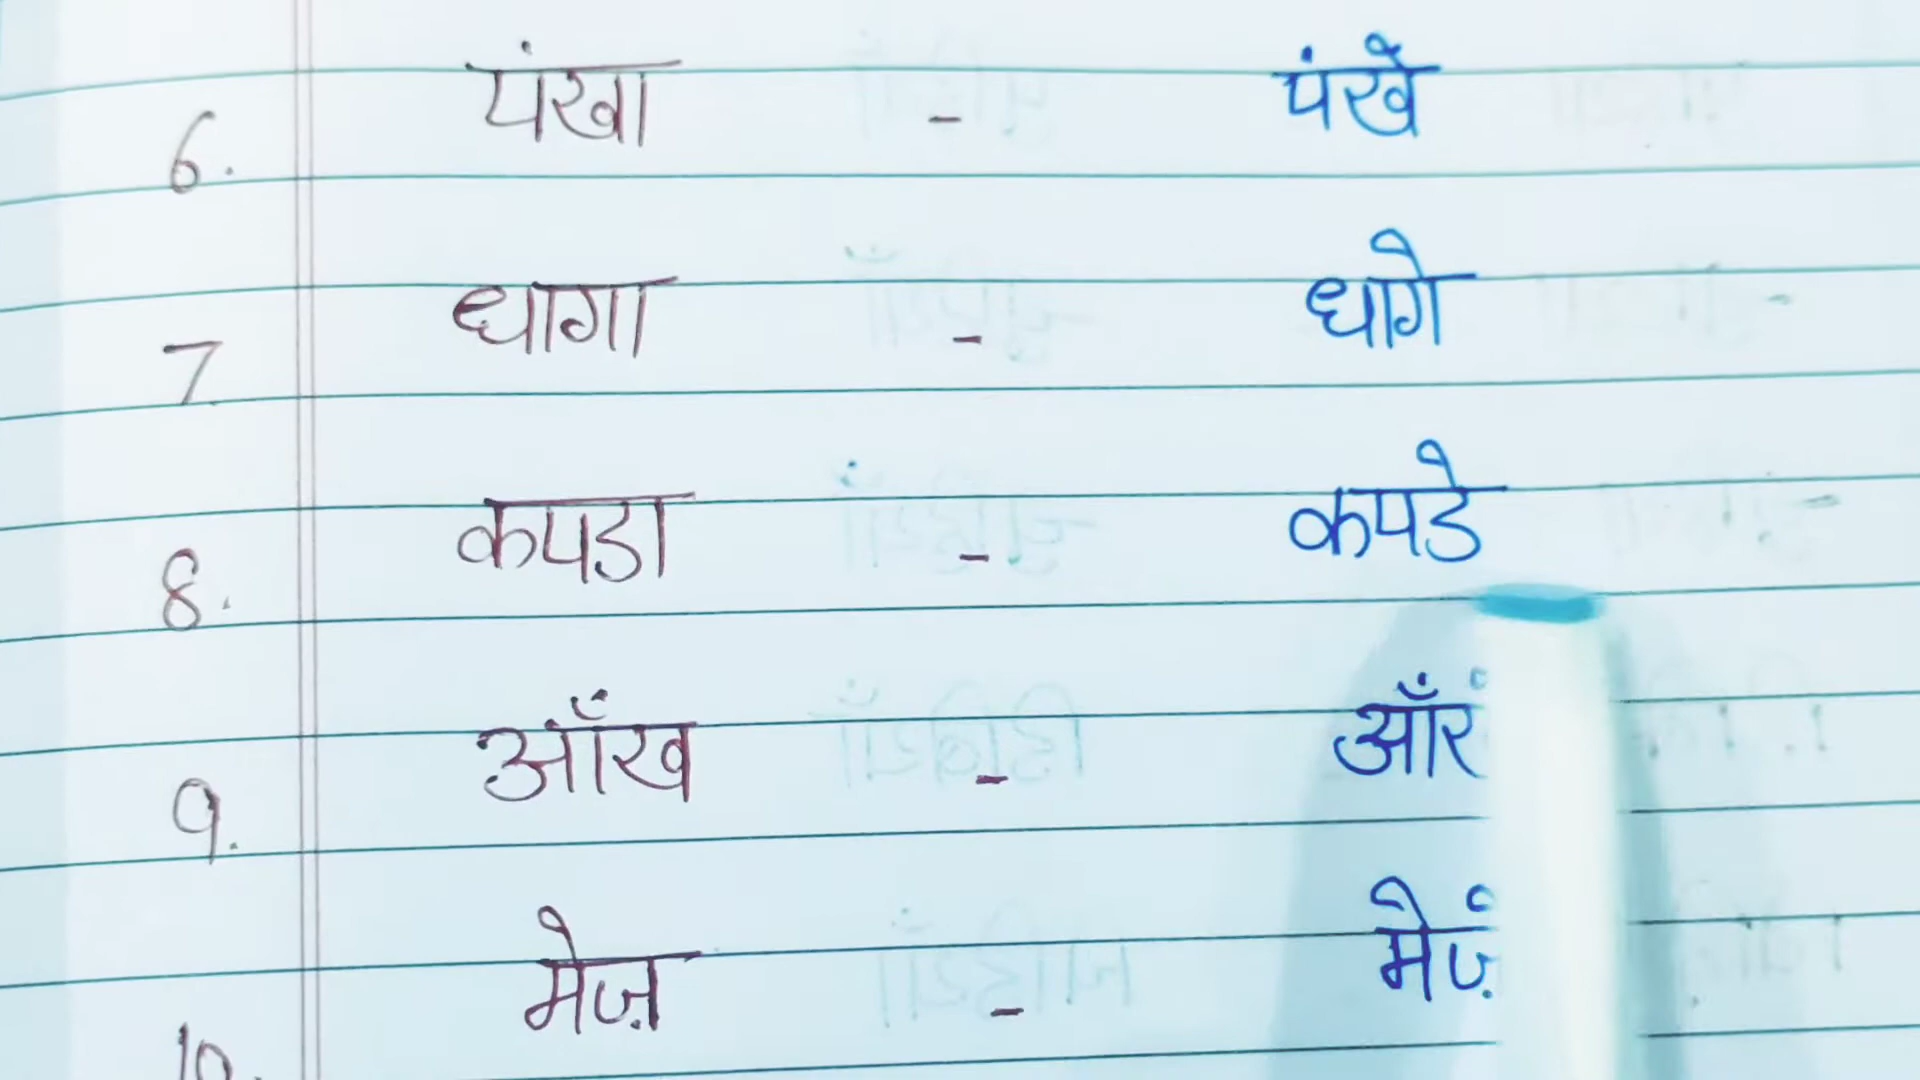 6. पंखा - पंखे
7. धागा - धागे
8. कपडा - कपडे
9. आँख -
10. मेज़ -